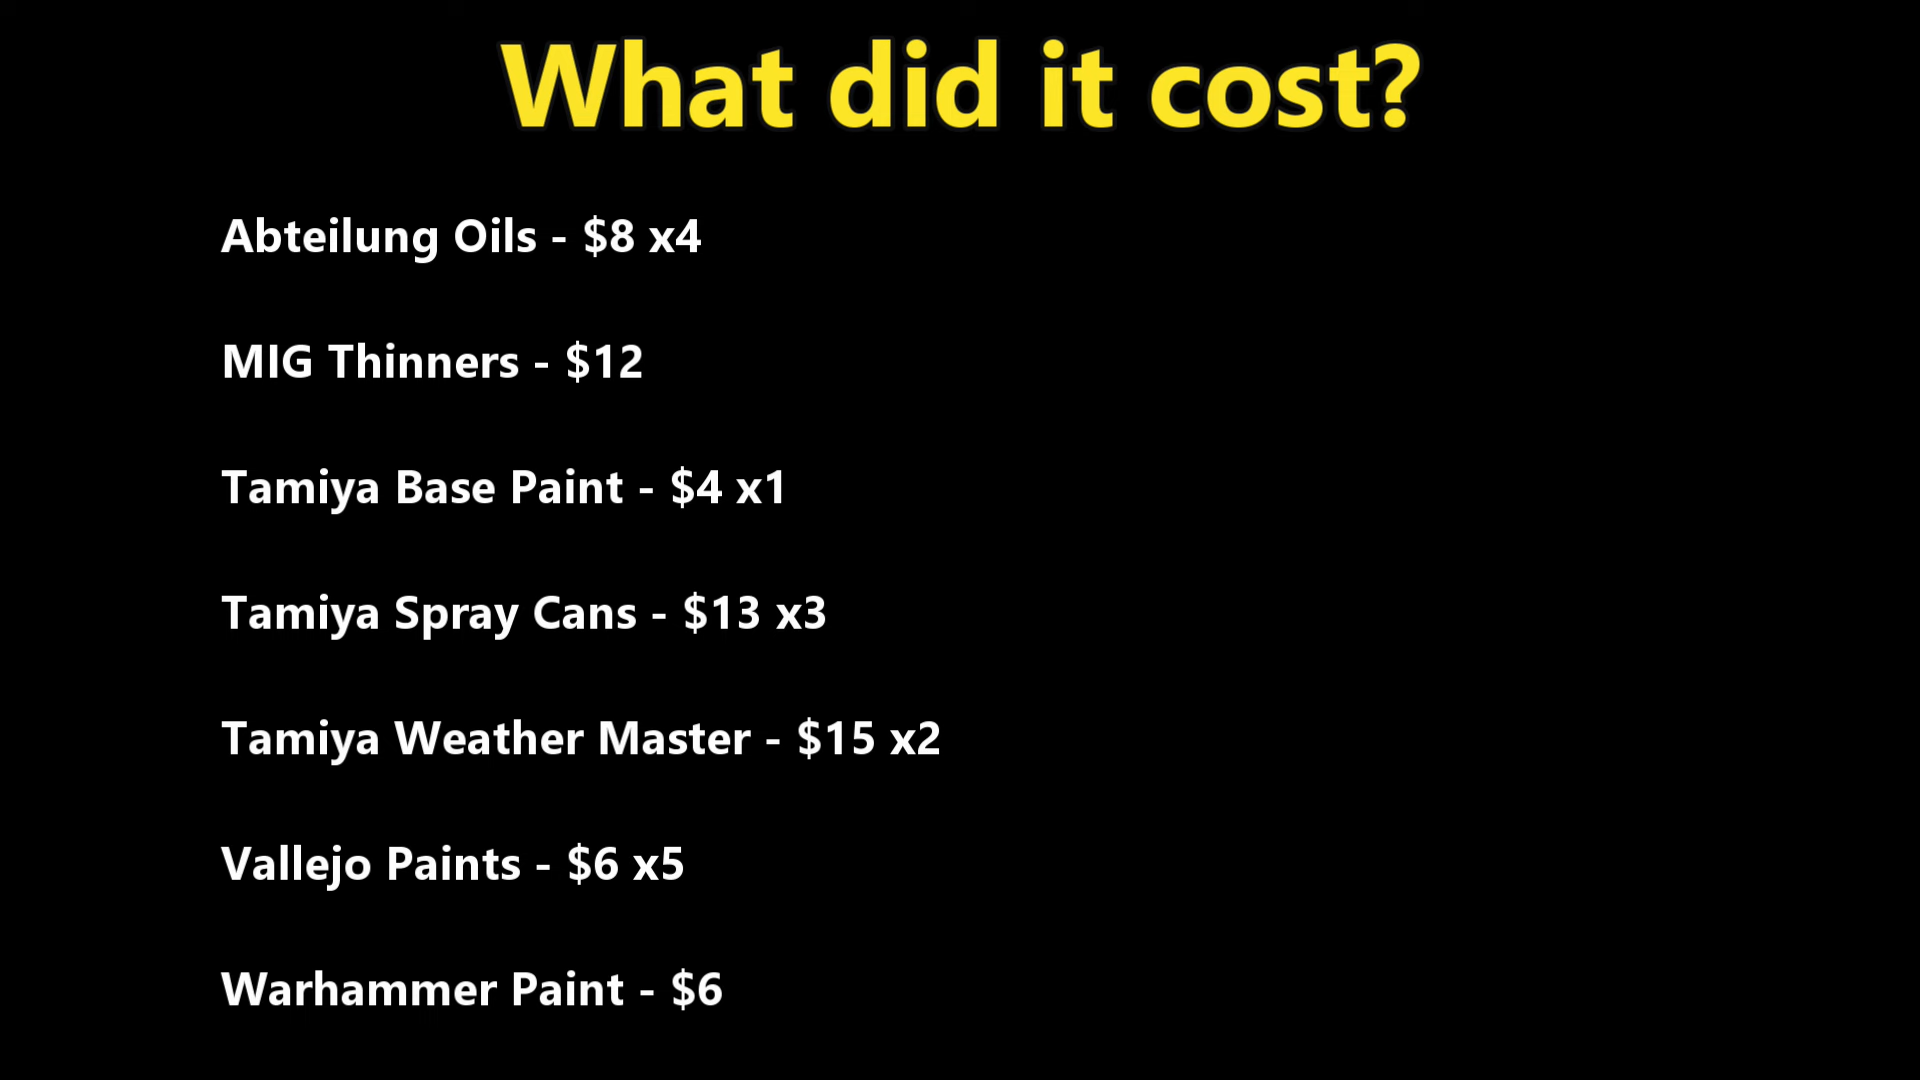 What did it cost?
Abteilung Oils - $8 x4
MIG Thinners - $12
Tamiya Base Paint - $4 x1
Tamiya Spray Cans - $13 x3
Tamiya Weather Master - $15 x2
Vallejo Paints - $6 x5
Warhammer Paint - $6